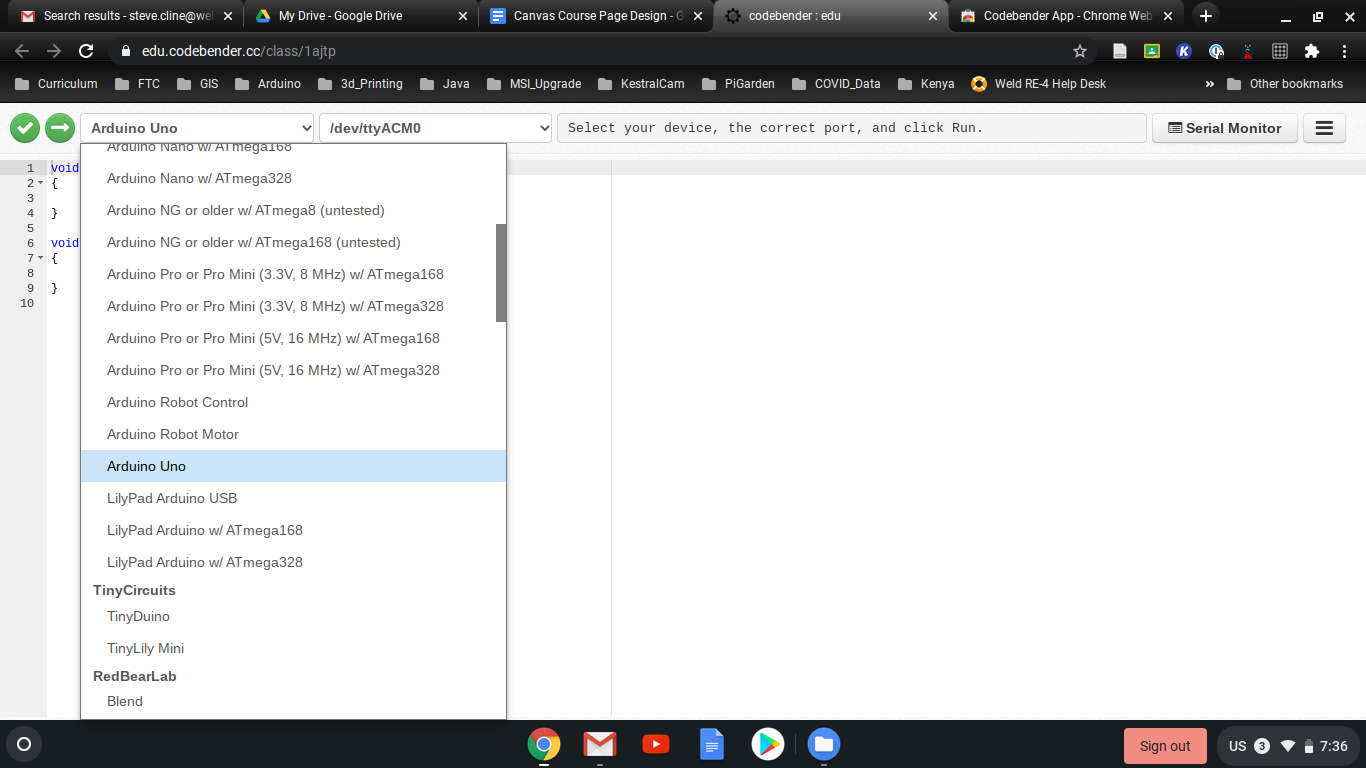 Search results - steve.cline@wel
My Drive - Google Drive
Canvas Course Page Design - G
codebender : edu
Codebender App - Chrome Web
edu.codebender.cc/class/1ajtp
Curriculum
FTC
GIS
Arduino
3d_Printing
Java
MSI_Upgrade
KestralCam
PiGarden
COVID_Data
Kenya
Weld RE-4 Help Desk
»
Other bookmarks
Arduino Uno
/dev/ttyACM0
Select your device, the correct port, and click Run.
Serial Monitor
Arduino Nano w/ ATmega168
Arduino Nano w/ ATmega328
Arduino NG or older w/ ATmega8 (untested)
Arduino NG or older w/ ATmega168 (untested)
Arduino Pro or Pro Mini (3.3V, 8 MHz) w/ ATmega168
Arduino Pro or Pro Mini (3.3V, 8 MHz) w/ ATmega328
Arduino Pro or Pro Mini (5V, 16 MHz) w/ ATmega168
Arduino Pro or Pro Mini (5V, 16 MHz) w/ ATmega328
Arduino Robot Control
Arduino Robot Motor
Arduino Uno
LilyPad Arduino USB
LilyPad Arduino w/ ATmega168
LilyPad Arduino w/ ATmega328
TinyCircuits
TinyDuino
TinyLily Mini
RedBearLab
Blend
1 void
2 {
3
4 }
5
6 void
7 {
8
9 }
10
Sign out
US 3 7:36